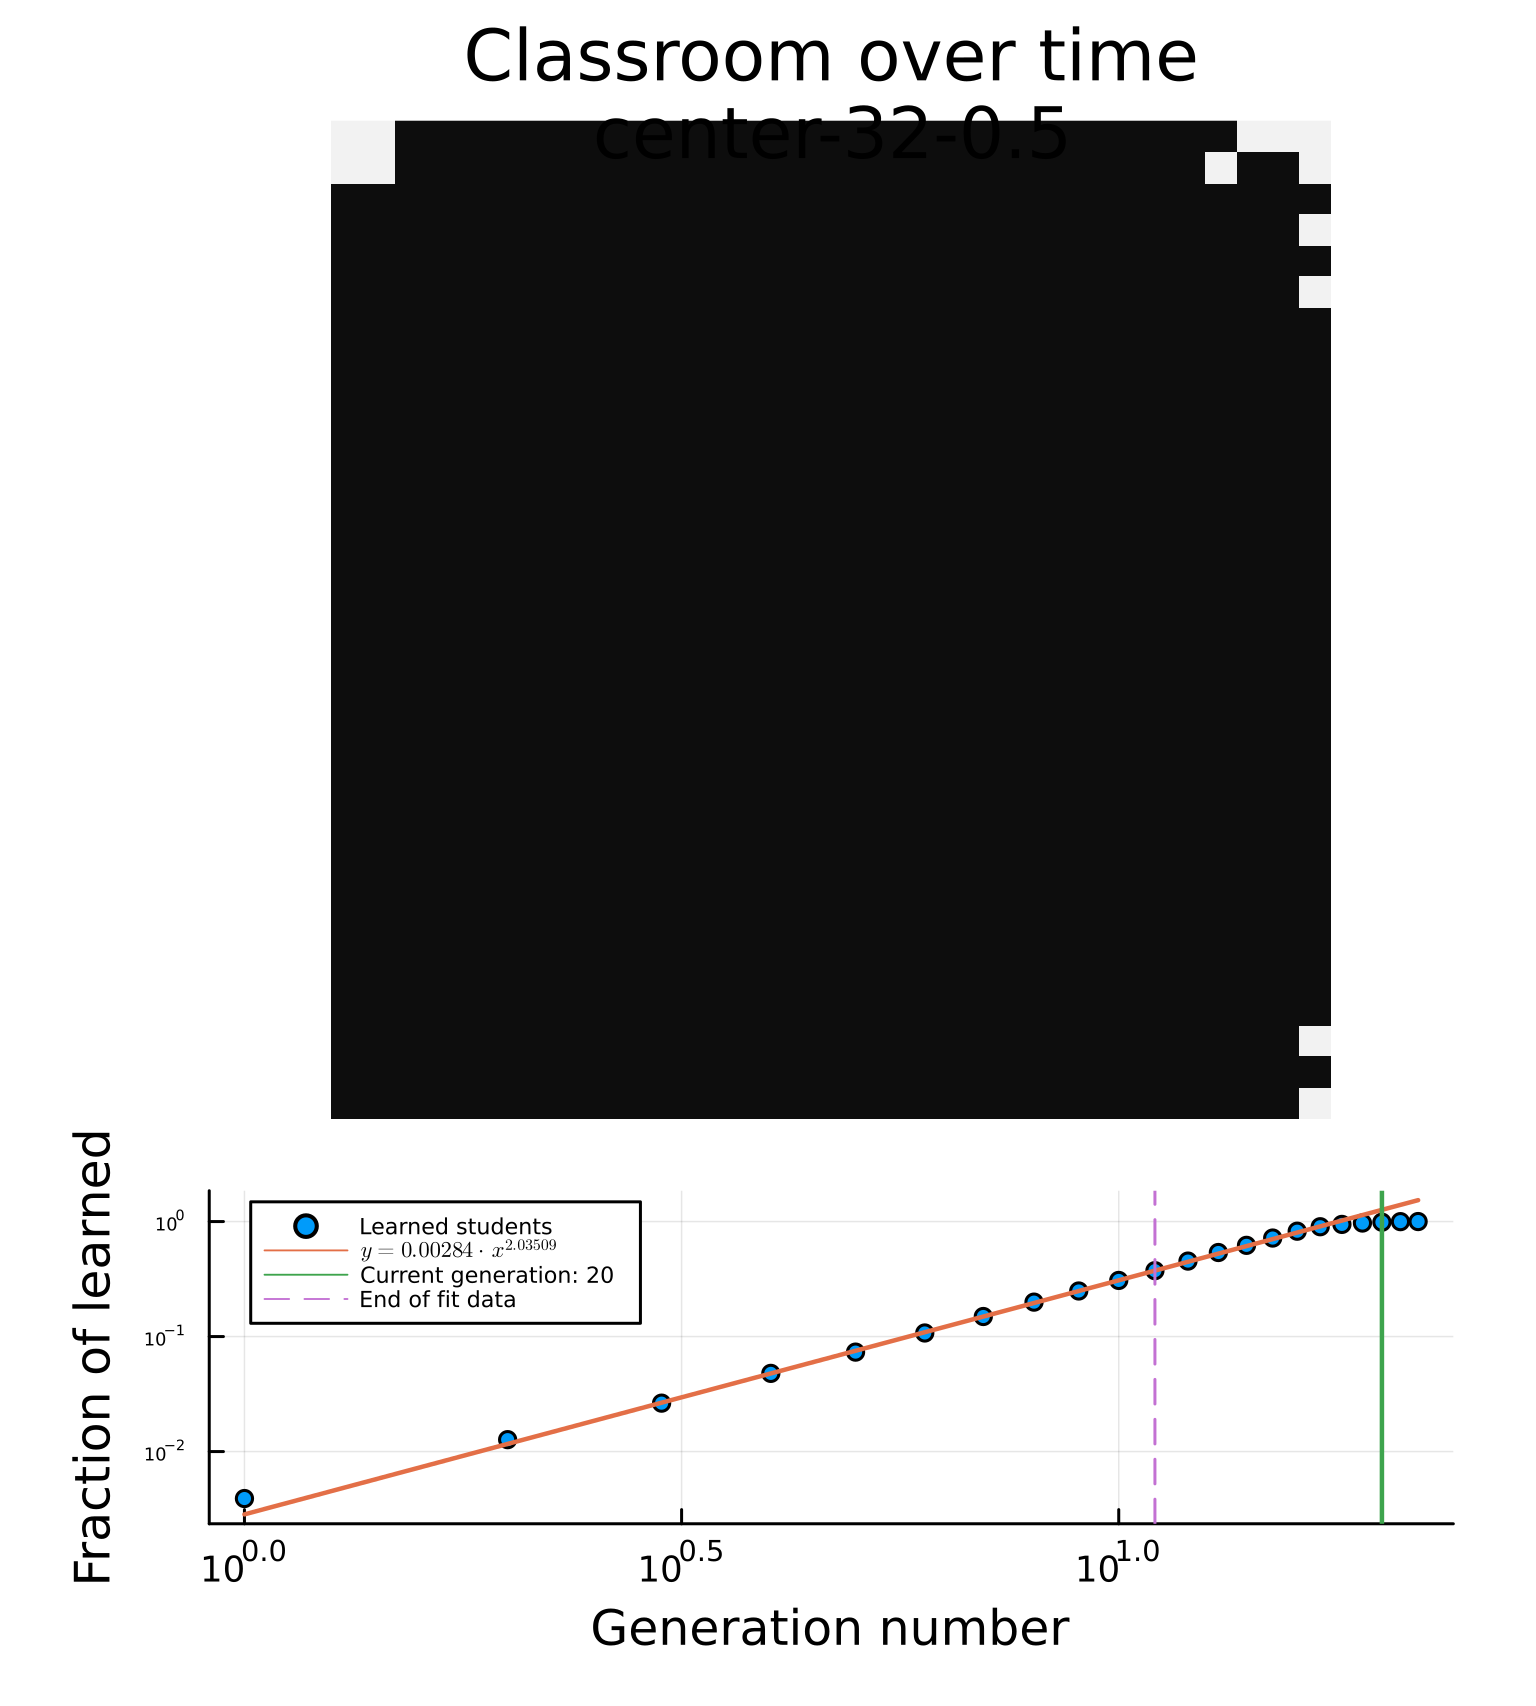 Classroom over time
center-32-0.5
Fraction of learned
10^0
10^−1
10^−2
Learned students
y = 0.00284 · x^2.03509
Current generation: 20
End of fit data
10^0.0 10^0.5 10^1.0
Generation number